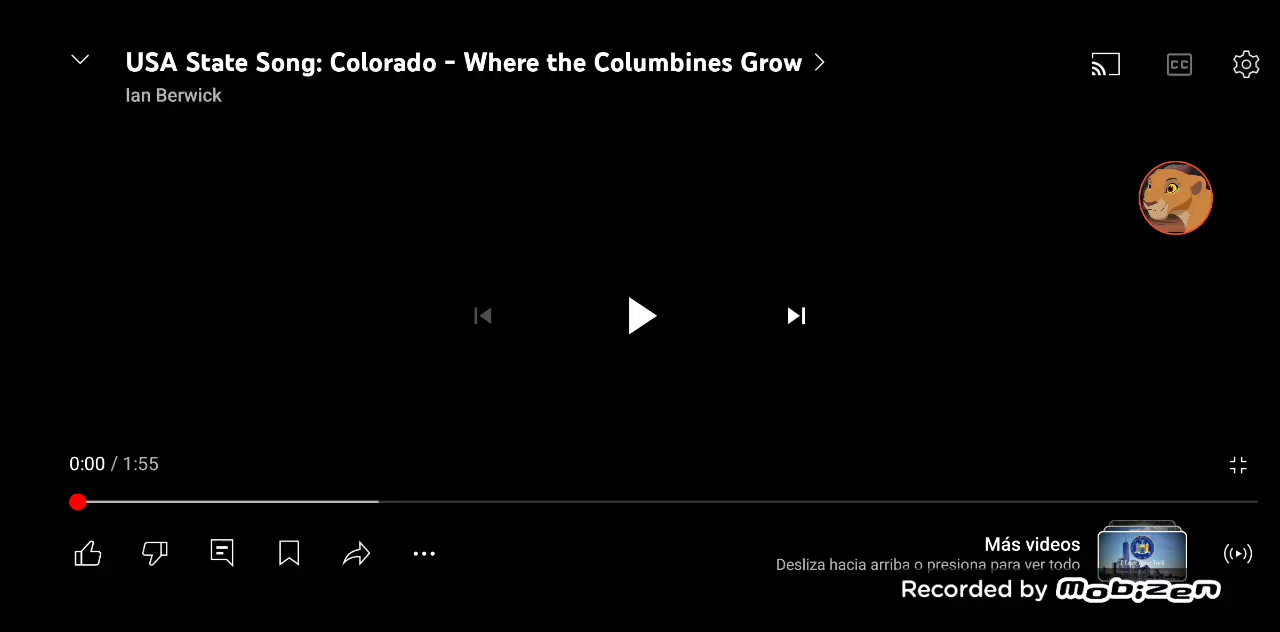 USA State Song: Colorado - Where the Columbines Grow
Ian Berwick
CC
0:00 / 1:55
Más videos
Desliza hacia arriba o presiona para ver todo
Recorded by Mobizen